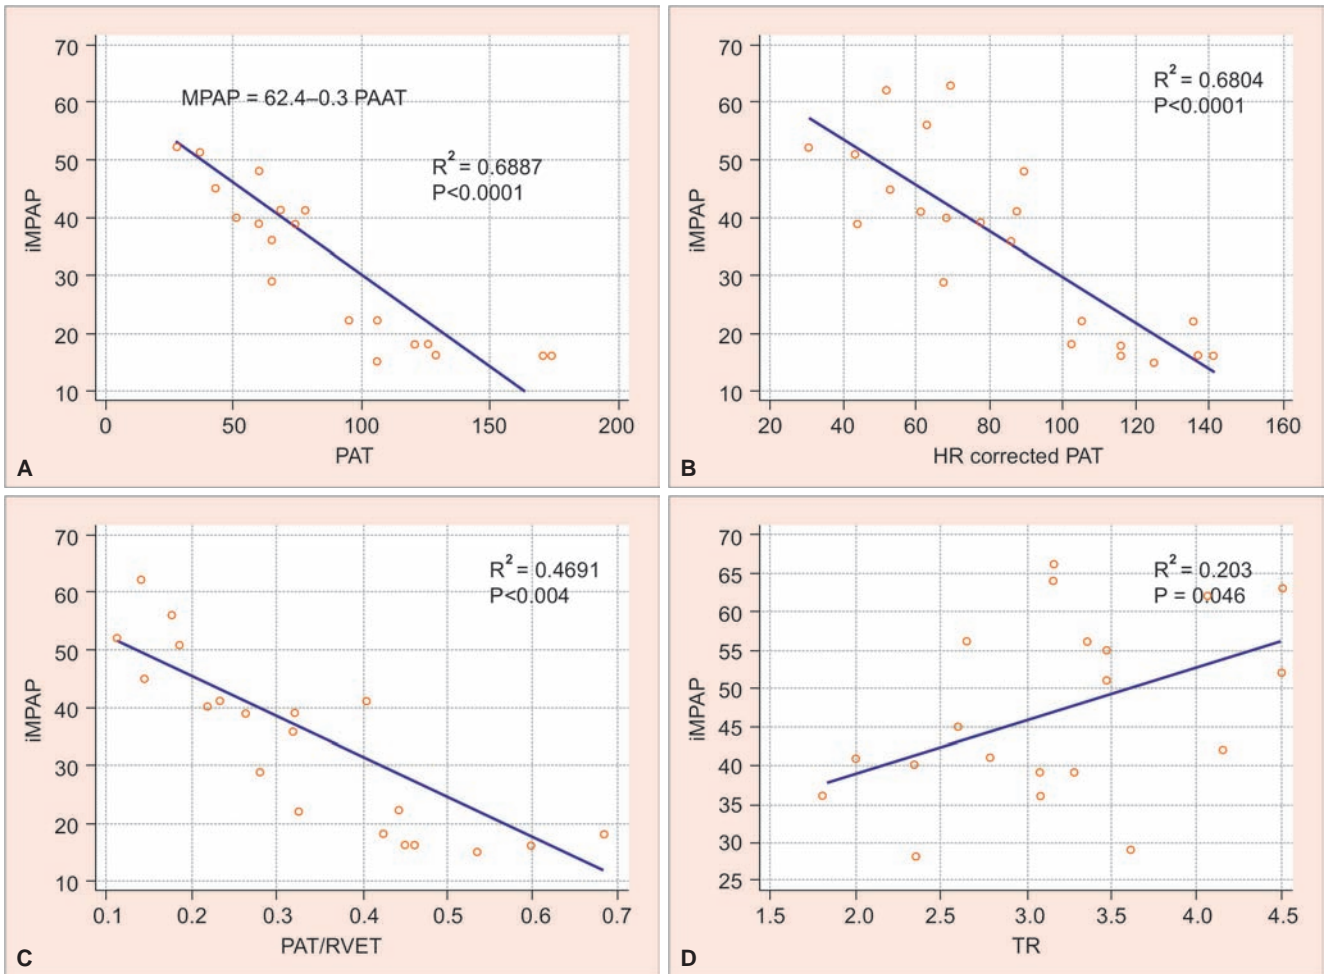 70
60
50
40
30
20
10
iMPAP
MPAP = 62.4–0.3 PAAT
R² = 0.6887
P<0.0001
0 50 100 150 200
PAT
A
70
60
50
40
30
20
10
iMPAP
R² = 0.6804
P<0.0001
20 40 60 80 100 120 140 160
HR corrected PAT
B
70
60
50
40
30
20
10
iMPAP
R² = 0.4691
P<0.004
0.1 0.2 0.3 0.4 0.5 0.6 0.7
PAT/RVET
C
70
65
60
55
50
45
40
35
30
25
iMPAP
R² = 0.203
P = 0.046
1.5 2.0 2.5 3.0 3.5 4.0 4.5
TR
D